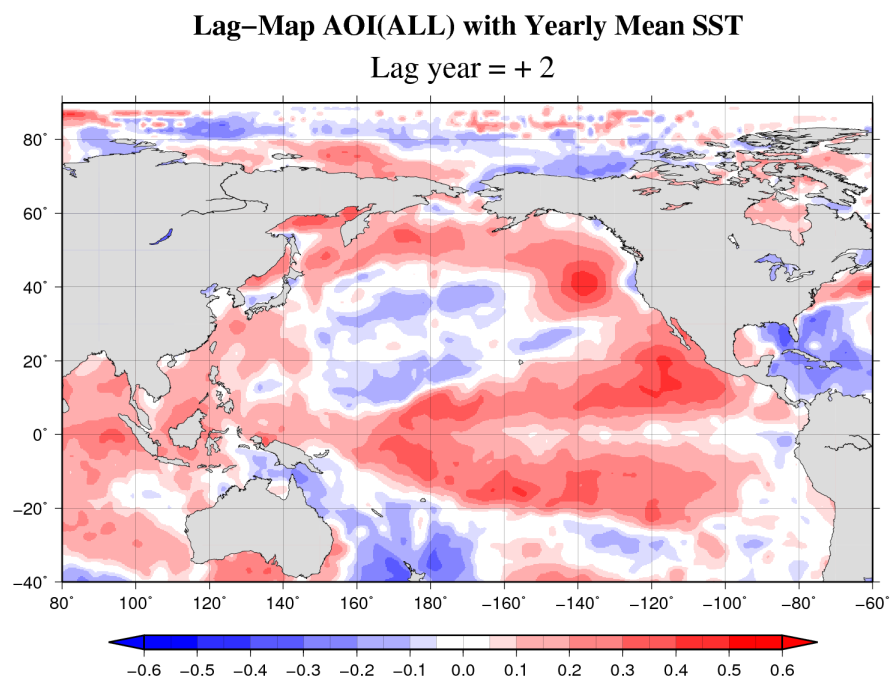 Lag−Map AOI(ALL) with Yearly Mean SST
Lag year = + 2
80˚
60˚
40˚
20˚
0˚
−20˚
−40˚
80˚ 100˚ 120˚ 140˚ 160˚ 180˚ −160˚ −140˚ −120˚ −100˚ −80˚ −60˚
−0.6 −0.5 −0.4 −0.3 −0.2 −0.1 0.0 0.1 0.2 0.3 0.4 0.5 0.6